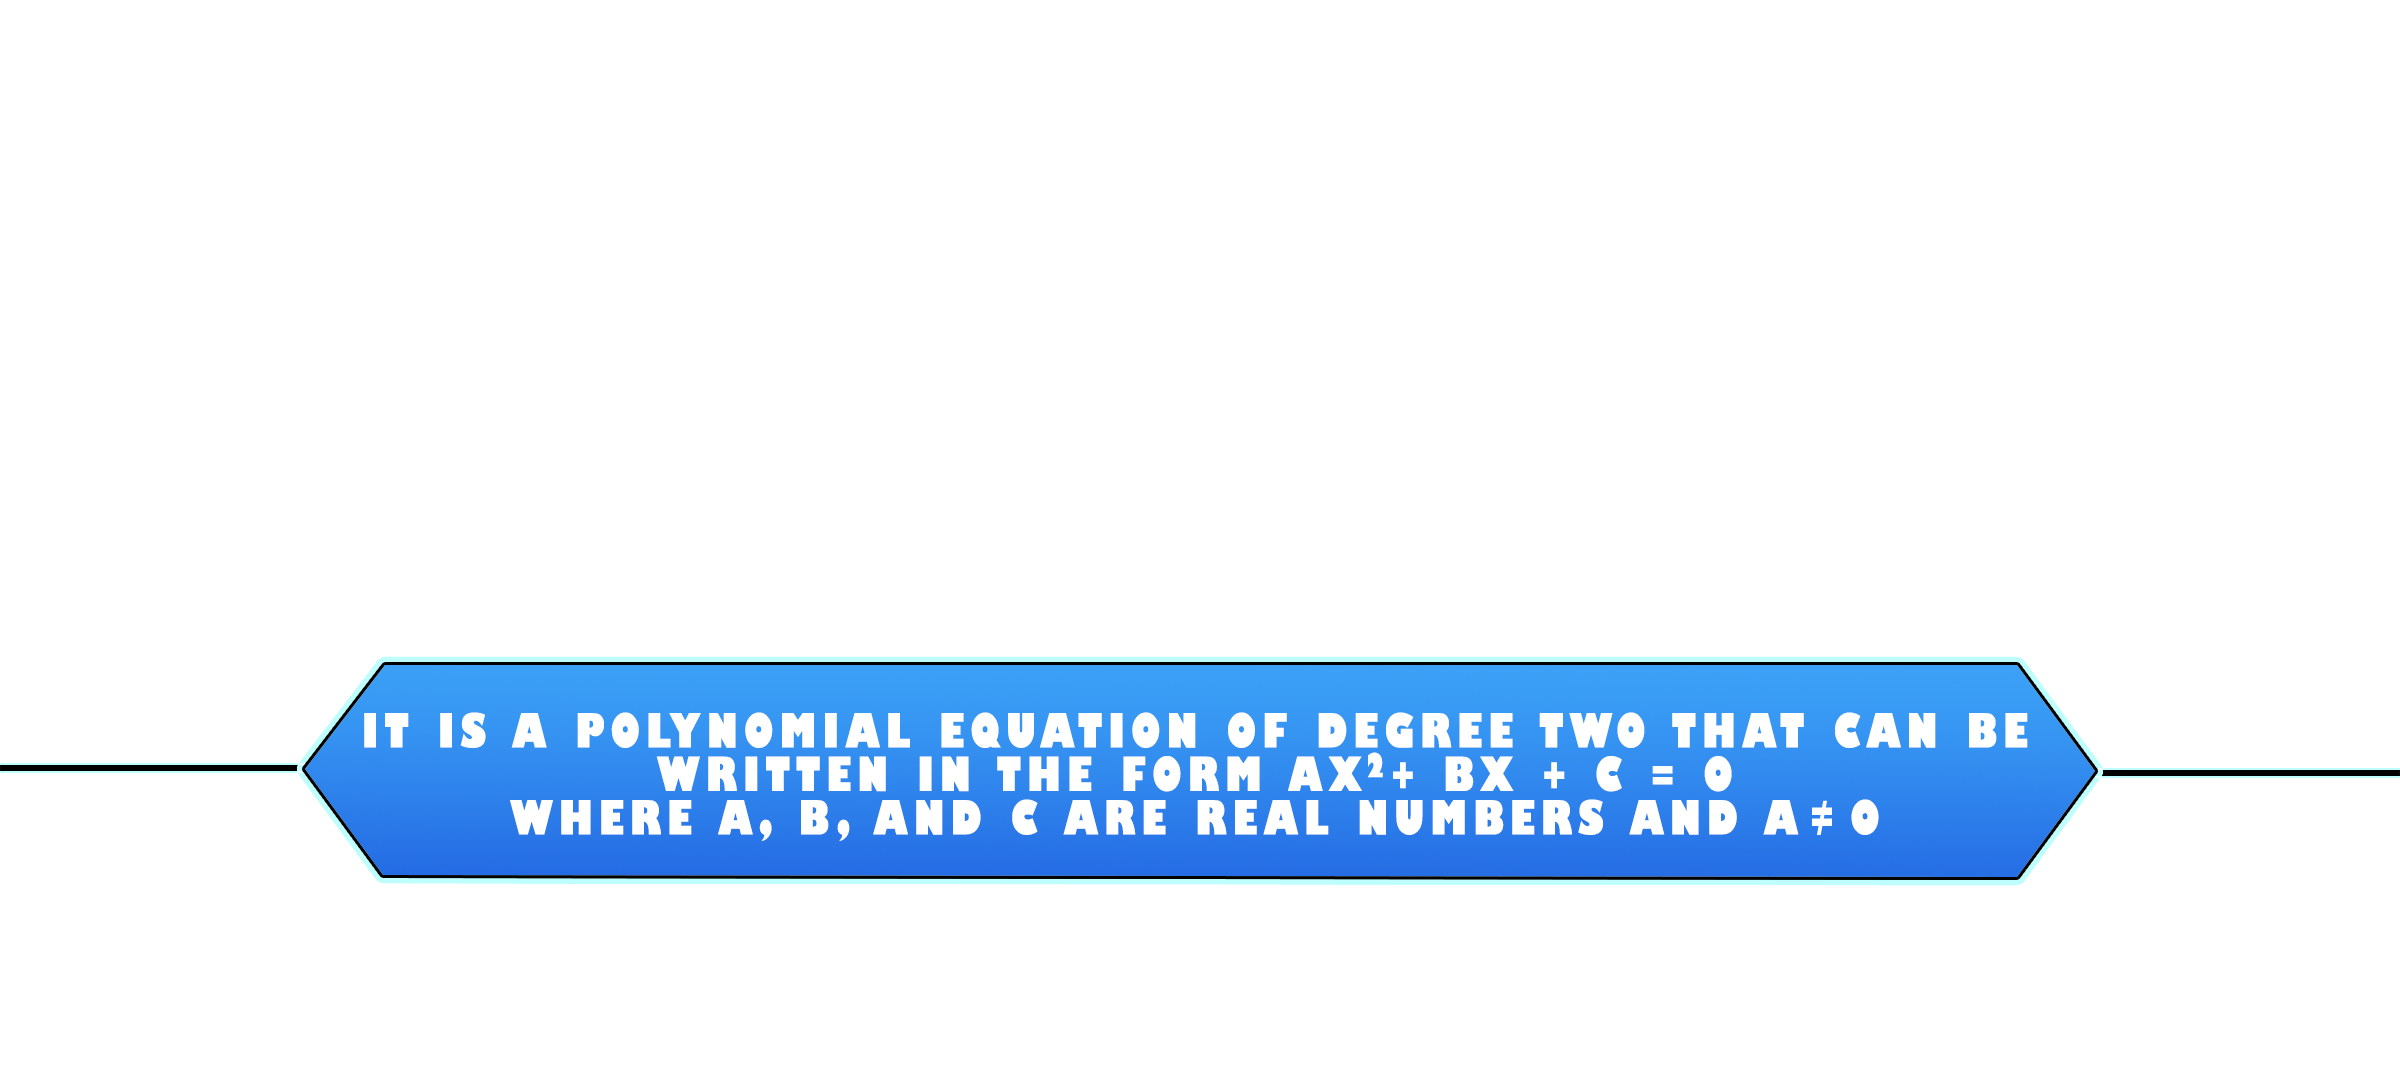 IT IS A POLYNOMIAL EQUATION OF DEGREE TWO THAT CAN BE
WRITTEN IN THE FORM AX²+ BX + C = 0
WHERE A, B, AND C ARE REAL NUMBERS AND A≠0